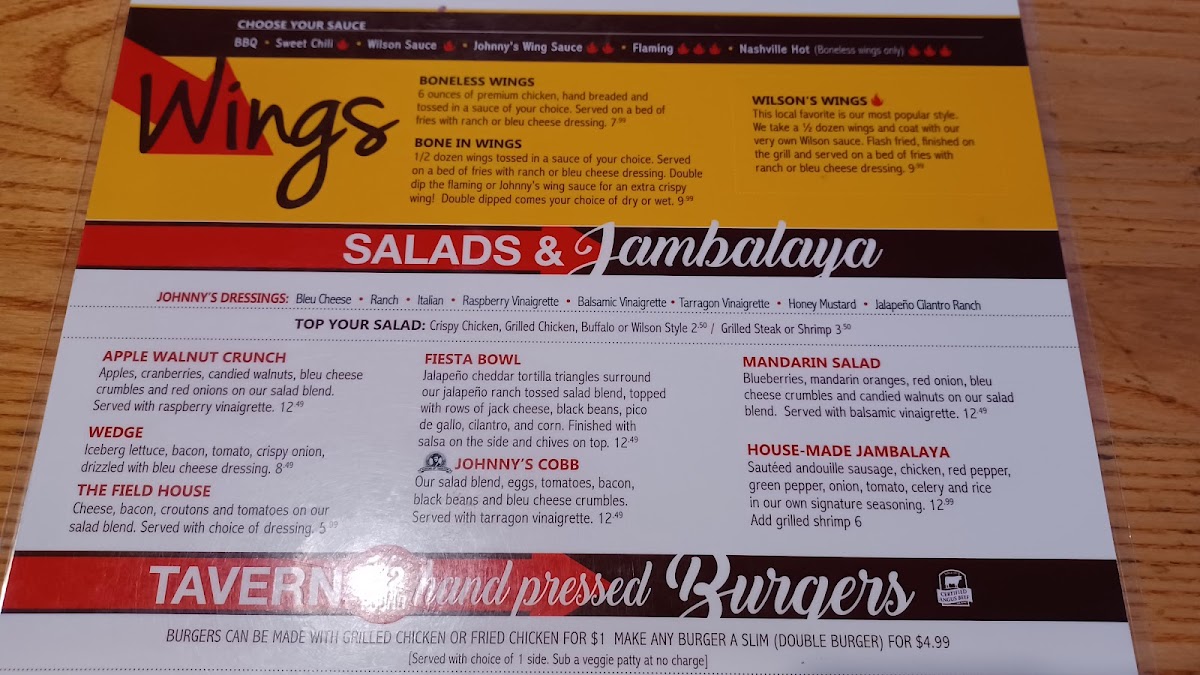 CHOOSE YOUR SAUCE
BBQ • Sweet Chili • Wilson Sauce • Johnny's Wing Sauce • Flaming • Nashville Hot (Boneless wings only)
Wings
BONELESS WINGS
6 ounces of premium chicken, hand breaded and
tossed in a sauce of your choice. Served on a bed of
fries with ranch or bleu cheese dressing. 7.99
BONE IN WINGS
1/2 dozen wings tossed in a sauce of your choice. Served
on a bed of fries with ranch or bleu cheese dressing. Double
dip the flaming or Johnny's wing sauce for an extra crispy
wing! Double dipped comes your choice of dry or wet. 9.99
WILSON'S WINGS
This local favorite is our most popular style.
We take a ½ dozen wings and coat with our
very own Wilson sauce. Flash fried, finished on
the grill and served on a bed of fries with
ranch or bleu cheese dressing. 9.99
SALADS & Jambalaya
JOHNNY'S DRESSINGS: Bleu Cheese • Ranch • Italian • Raspberry Vinaigrette • Balsamic Vinaigrette • Tarragon Vinaigrette • Honey Mustard • Jalapeño Cilantro Ranch
TOP YOUR SALAD: Crispy Chicken, Grilled Chicken, Buffalo or Wilson Style 2.50 / Grilled Steak or Shrimp 3.50
APPLE WALNUT CRUNCH
Apples, cranberries, candied walnuts, bleu cheese
crumbles and red onions on our salad blend.
Served with raspberry vinaigrette. 12.49
WEDGE
Iceberg lettuce, bacon, tomato, crispy onion,
drizzled with bleu cheese dressing. 8.49
THE FIELD HOUSE
Cheese, bacon, croutons and tomatoes on our
salad blend. Served with choice of dressing. 5.99
FIESTA BOWL
Jalapeño cheddar tortilla triangles surround
our jalapeño ranch tossed salad blend, topped
with rows of jack cheese, black beans, pico
de gallo, cilantro, and corn. Finished with
salsa on the side and chives on top. 12.49
JOHNNY'S COBB
Our salad blend, eggs, tomatoes, bacon,
black beans and bleu cheese crumbles.
Served with tarragon vinaigrette. 12.49
MANDARIN SALAD
Blueberries, mandarin oranges, red onion, bleu
cheese crumbles and candied walnuts on our salad
blend. Served with balsamic vinaigrette. 12.49
HOUSE-MADE JAMBALAYA
Sautéed andouille sausage, chicken, red pepper,
green pepper, onion, tomato, celery and rice
in our own signature seasoning. 12.99
Add grilled shrimp 6
TAVERN hand pressed Burgers
CERTIFIED
ANGUS BEEF
BURGERS CAN BE MADE WITH GRILLED CHICKEN OR FRIED CHICKEN FOR $1 MAKE ANY BURGER A SLIM (DOUBLE BURGER) FOR $4.99
[Served with choice of 1 side. Sub a veggie patty at no charge]